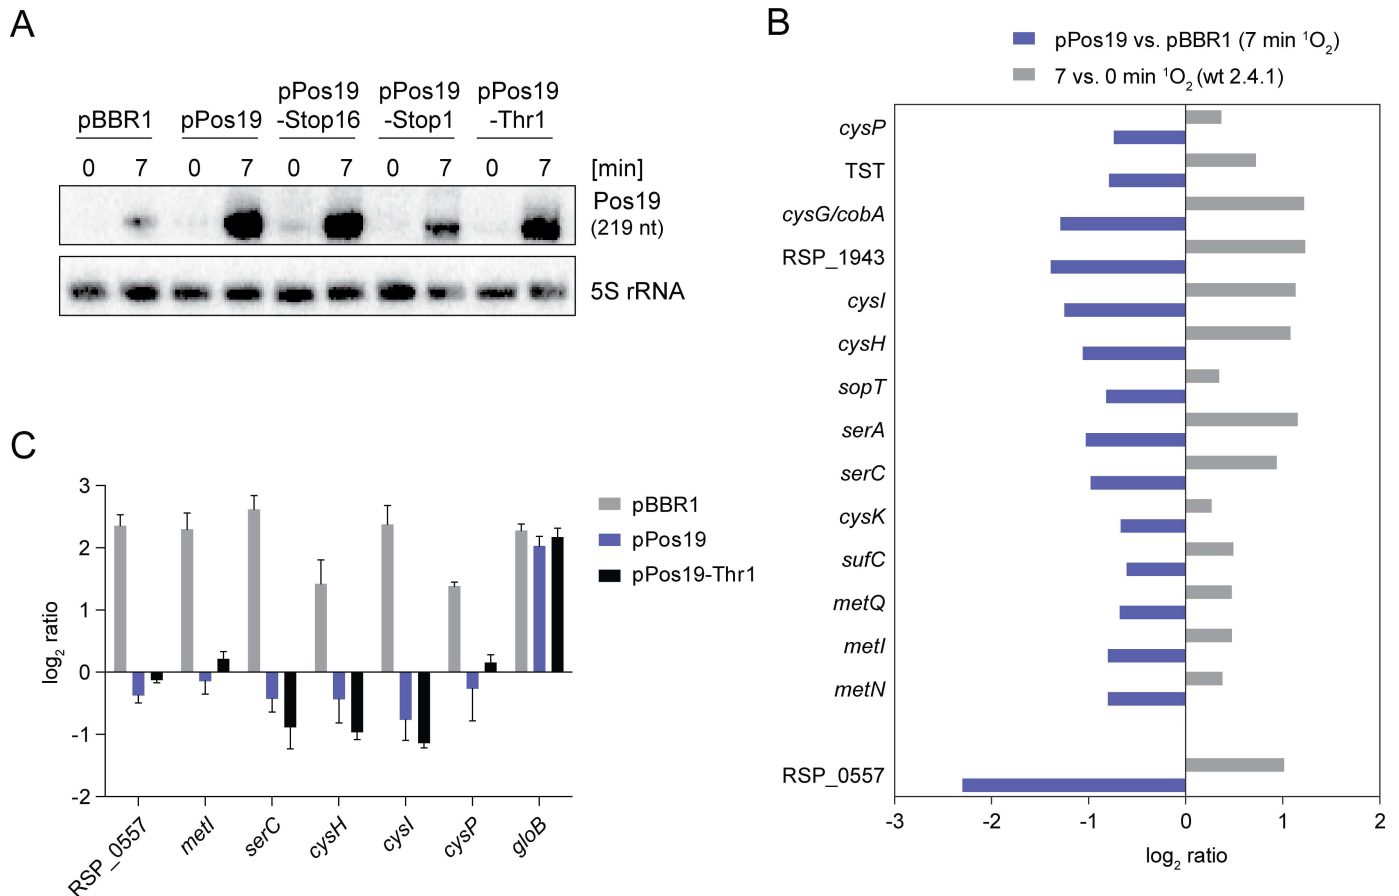 A
pPos19 pPos19 pPos19
pBBR1 pPos19 -Stop16 -Stop1 -Thr1
0 7 0 7 0 7 0 7 0 7 [min]
Pos19
(219 nt)
5S rRNA
B
pPos19 vs. pBBR1 (7 min ¹O₂)
7 vs. 0 min ¹O₂ (wt 2.4.1)
cysP
TST
cysG/cobA
RSP_1943
cysI
cysH
sopT
serA
serC
cysK
sufC
metQ
metI
metN
RSP_0557
-3 -2 -1 0 1 2
log₂ ratio
C
3
2
1
0
-1
-2
log₂ ratio
pBBR1
pPos19
pPos19-Thr1
RSP_0557 metI serC cysH cysI cysP gloB